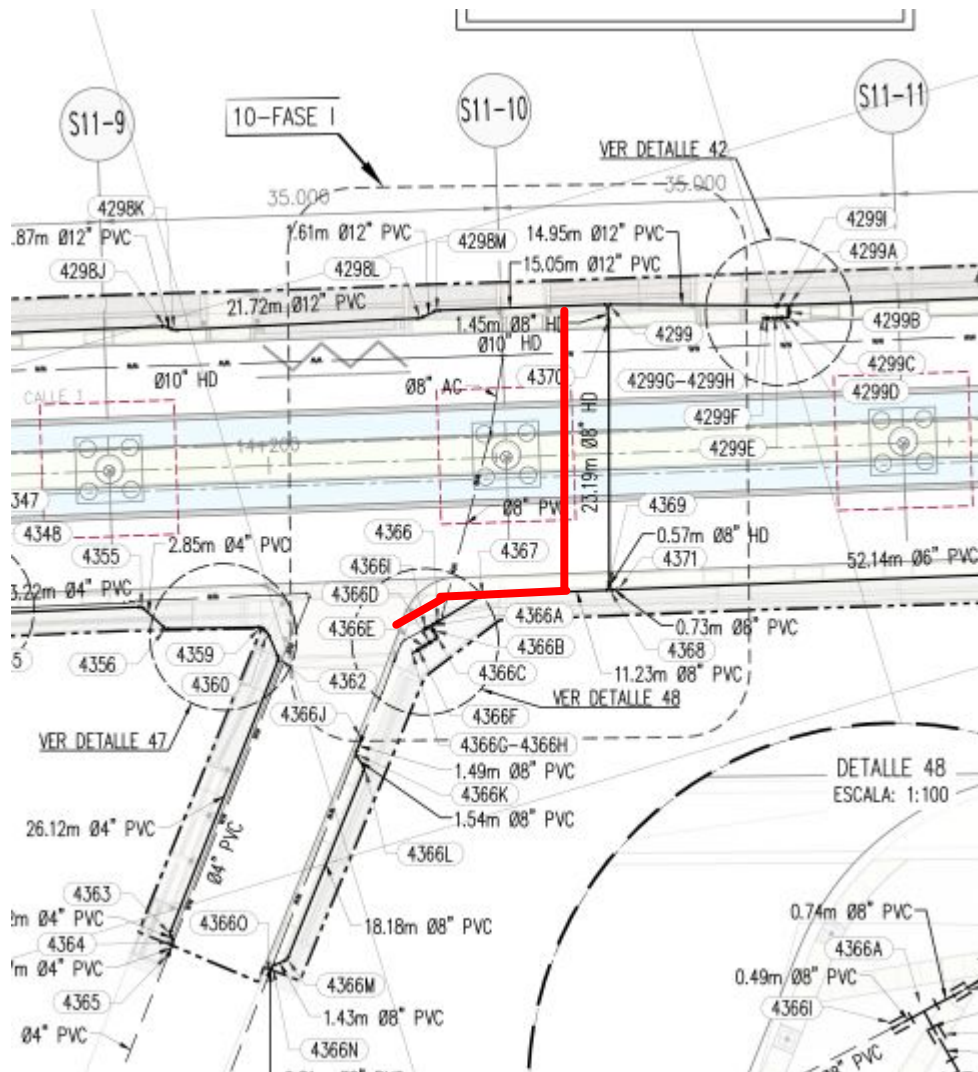 S11-9
S11-10
S11-11
10-FASE I
VER DETALLE 42
35.000
35.000
4298K
4299I
.87m Ø12" PVC
1.61m Ø12" PVC
4298M
14.95m Ø12" PVC
4299A
4298J
4298L
15.05m Ø12" PVC
21.72m Ø12" PVC
1.45m Ø8" HD
4299
4299B
Ø10" HD
Ø10" HD
4370
4299G-4299H
4299C
CALLE 1
Ø8" AC
4299D
4299F
14+200
4299E
23.19m Ø8" HD
4347
4348
Ø8" PVC
4369
4366
4367
0.57m Ø8" HD
2.85m Ø4" PVC
4355
4366I
4371
52.14m Ø6" PVC
3.22m Ø4" PVC
4366D
4366A
4366E
0.73m Ø8" PVC
4356
4359
4366B
4368
4360
4362
4366C
11.23m Ø8" PVC
4366J
4366F
VER DETALLE 48
VER DETALLE 47
4366G-4366H
1.49m Ø8" PVC
DETALLE 48
4366K
ESCALA: 1:100
26.12m Ø4" PVC
1.54m Ø8" PVC
Ø4" PVC
4366L
4363
2m Ø4" PVC
4366O
18.18m Ø8" PVC
0.74m Ø8" PVC
4364
4366A
7m Ø4" PVC
0.49m Ø8" PVC
4365
4366M
4366I
1.43m Ø8" PVC
Ø4" PVC
4366N